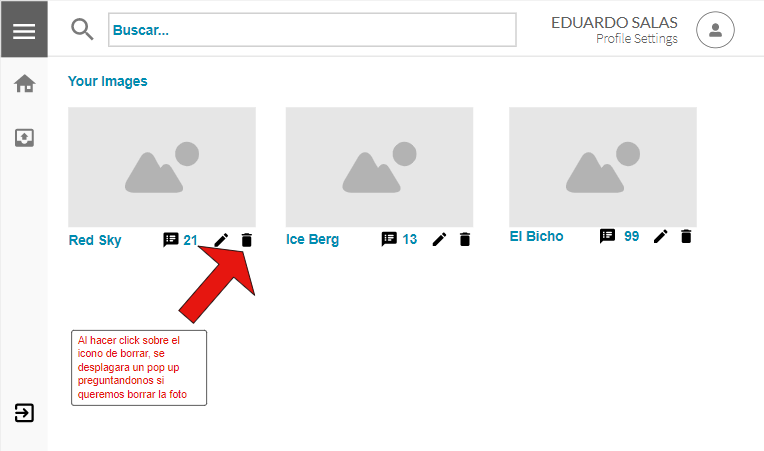 Buscar...
EDUARDO SALAS
Profile Settings
Your Images
Red Sky 21
Ice Berg 13
El Bicho 99
Al hacer click sobre el
icono de borrar, se
desplagara un pop up
preguntandonos si
queremos borrar la foto